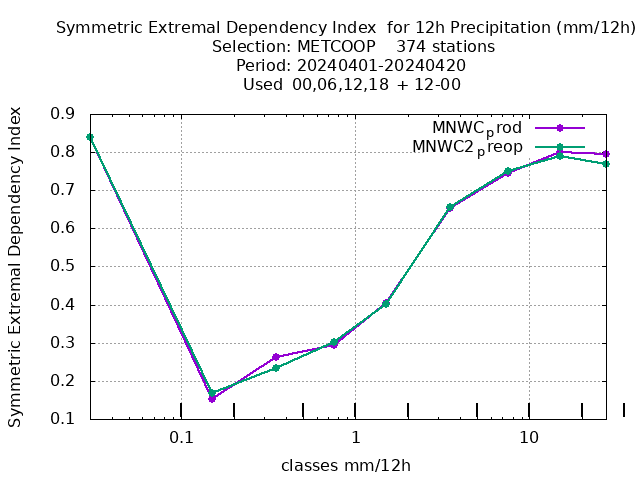 Symmetric Extremal Dependency Index  for 12h Precipitation (mm/12h)
Selection: METCOOP    374 stations
Period: 20240401-20240420
Used  00,06,12,18  + 12-00
MNWCprod
MNWC2preop
0.9
0.8
0.7
0.6
0.5
0.4
0.3
0.2
0.1
Symmetric Extremal Dependency Index
0.1 1 10
classes mm/12h